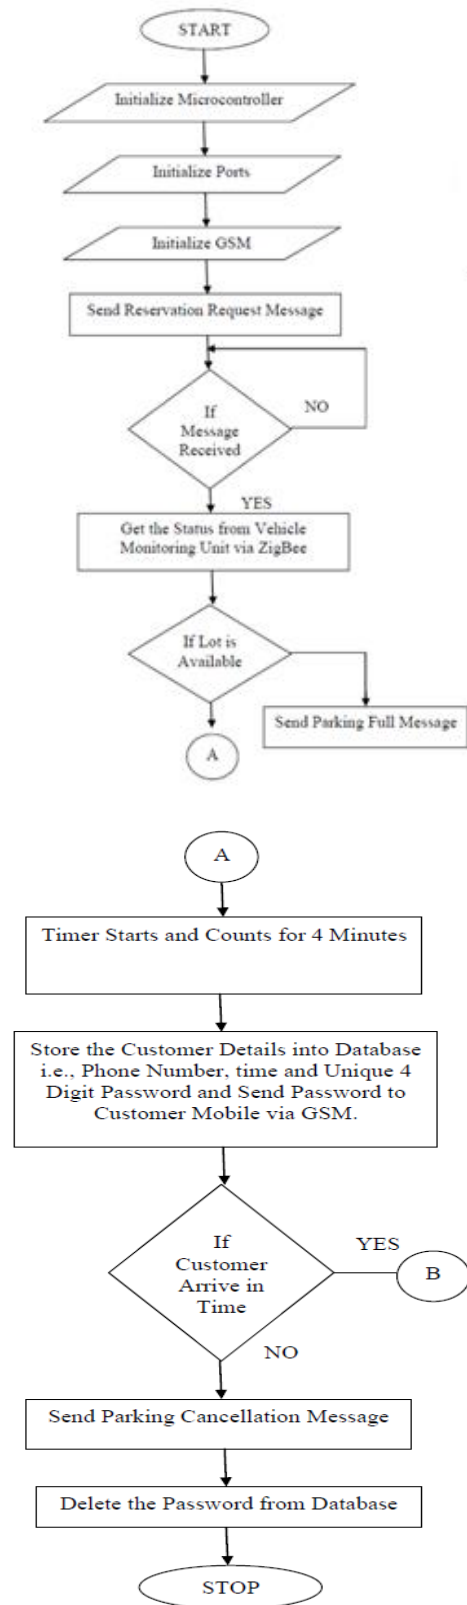 START
Initialize Microcontroller
Initialize Ports
Initialize GSM
Send Reservation Request Message
If
Message
Received
NO
YES
Get the Status from Vehicle
Monitoring Unit via ZigBee
If Lot is
Available
Send Parking Full Message
A
A
Timer Starts and Counts for 4 Minutes
Store the Customer Details into Database
i.e., Phone Number, time and Unique 4
Digit Password and Send Password to
Customer Mobile via GSM.
If
Customer
Arrive in
Time
YES
B
NO
Send Parking Cancellation Message
Delete the Password from Database
STOP